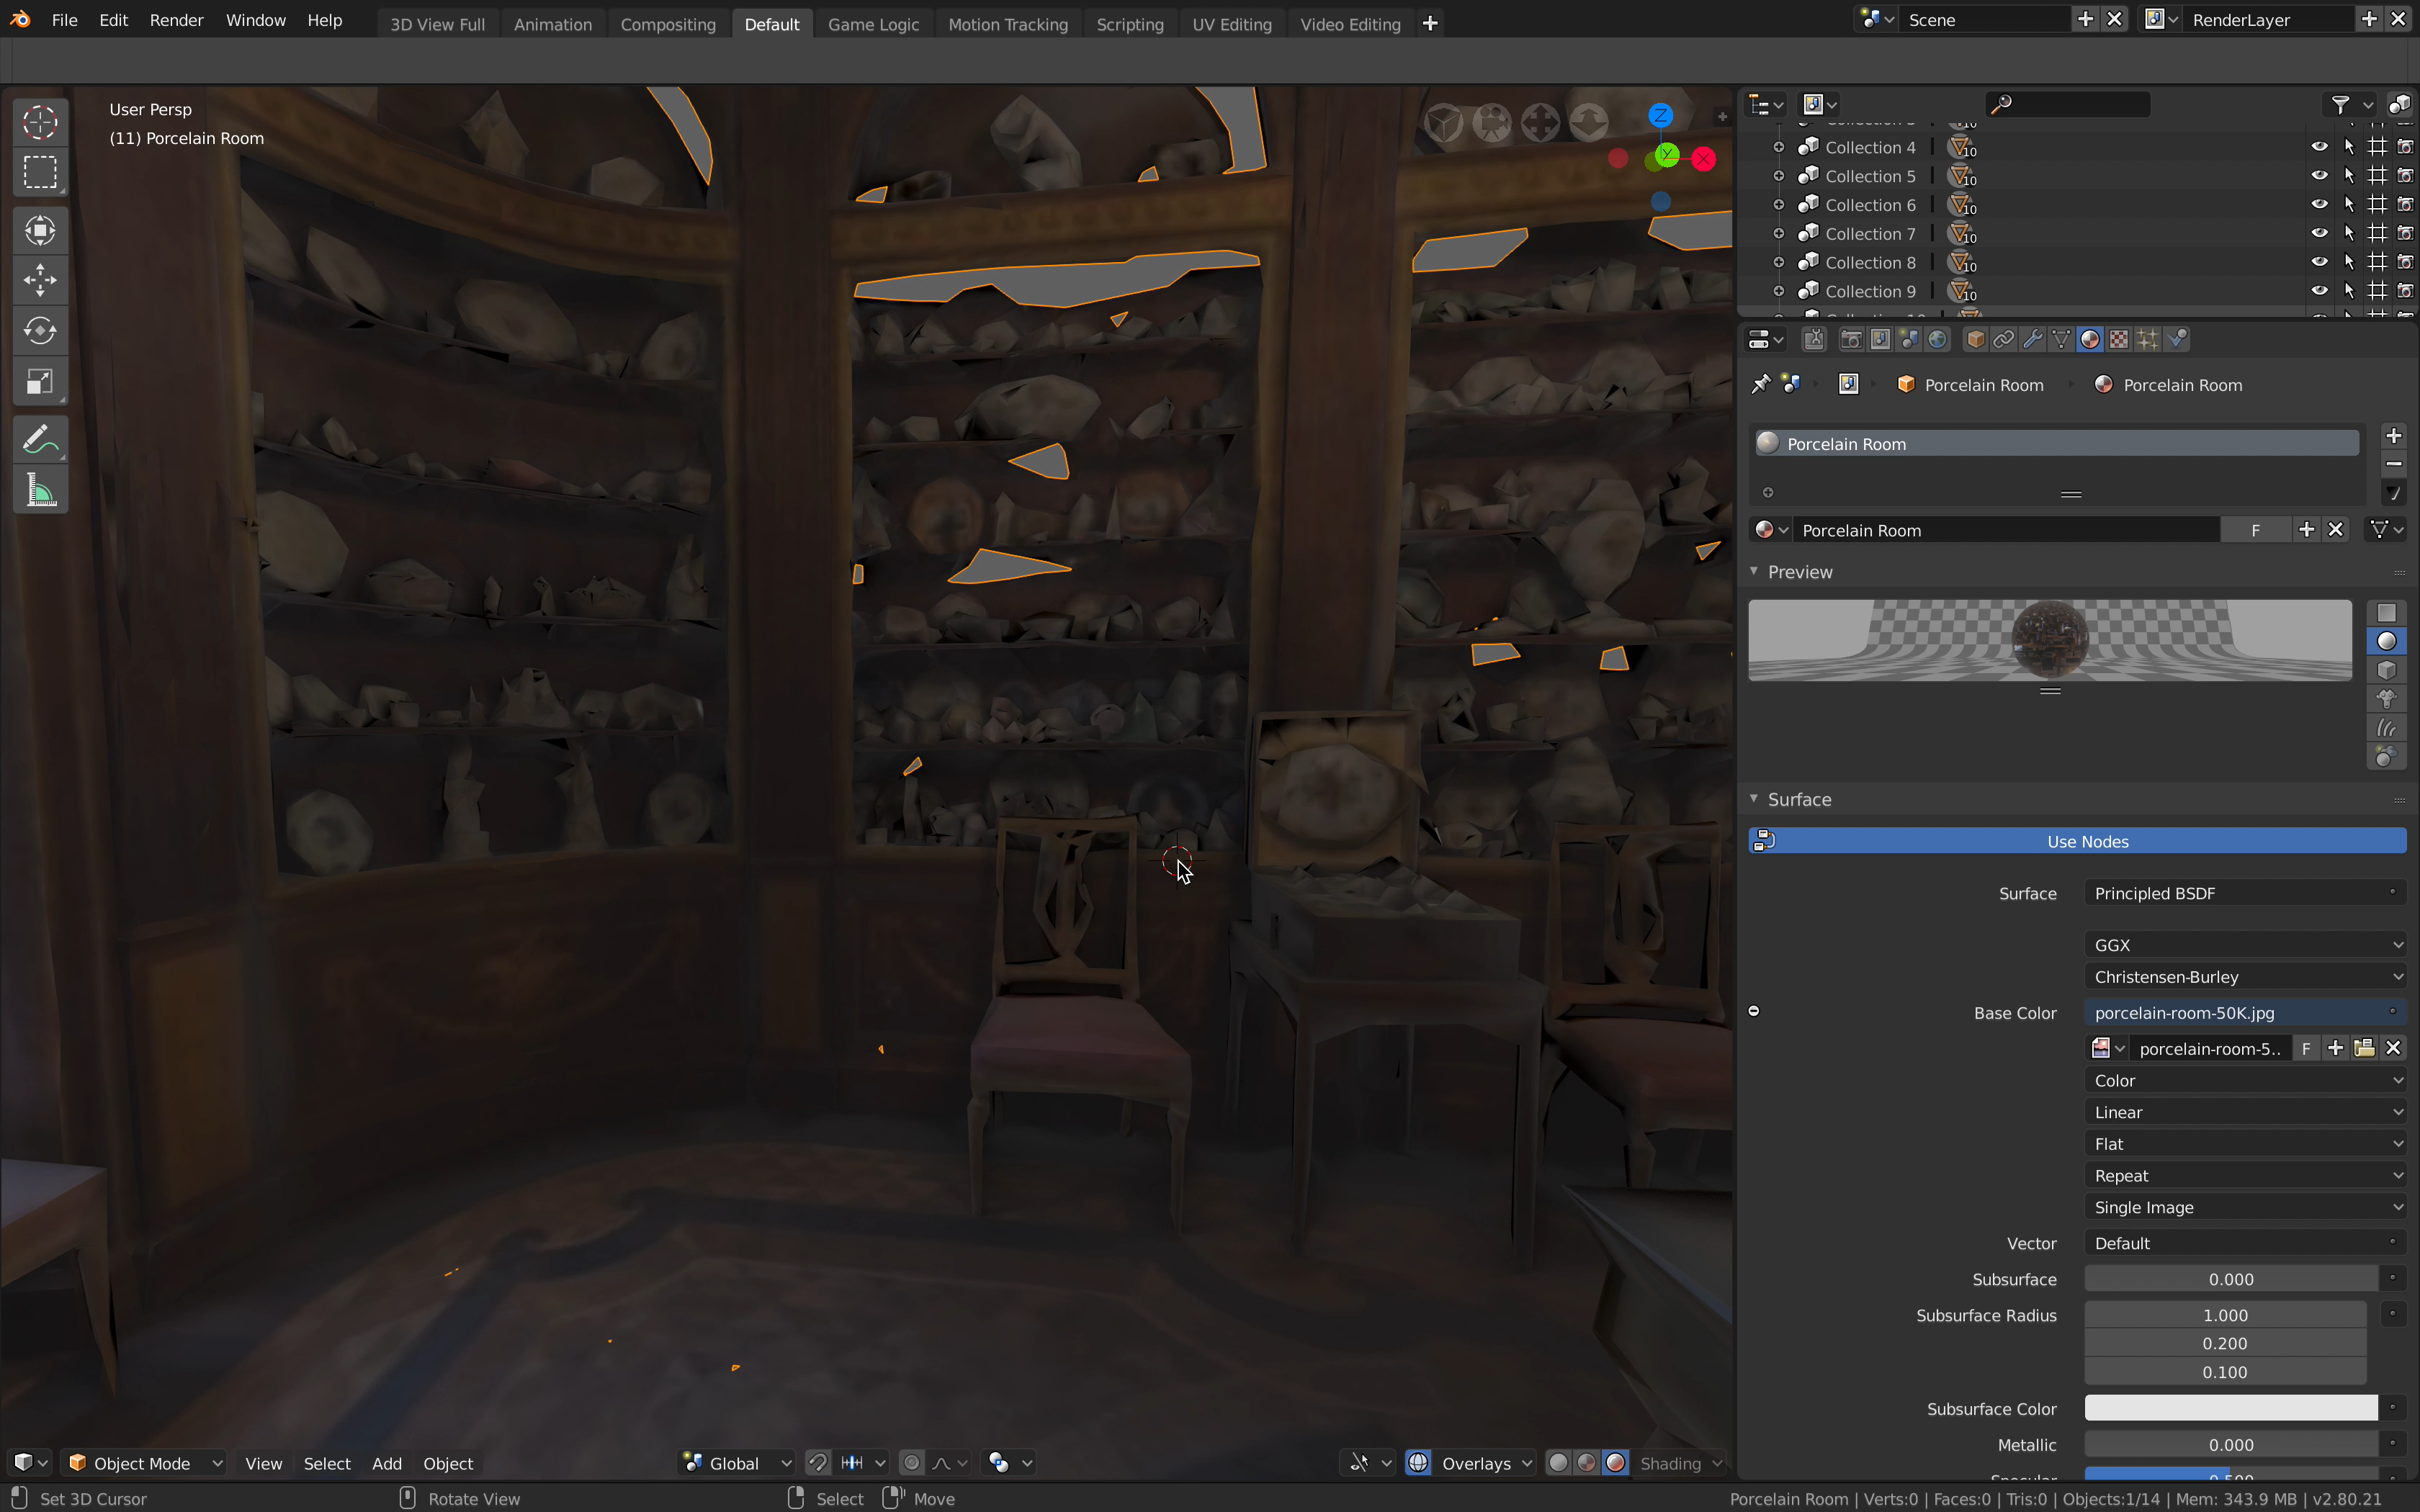 File Edit Render Window Help 3D View Full Animation Compositing Default Game Logic Motion Tracking Scripting UV Editing Video Editing Scene RenderLayer
User Persp
(11) Porcelain Room
Z
Y
X
Collection 4 10
Collection 5 10
Collection 6 10
Collection 7 10
Collection 8 10
Collection 9 10
Porcelain Room Porcelain Room
Porcelain Room
Porcelain Room F
Preview
Surface
Use Nodes
Surface Principled BSDF
GGX
Christensen-Burley
Base Color porcelain-room-50K.jpg
porcelain-room-5.. F
Color
Linear
Flat
Repeat
Single Image
Vector Default
Subsurface 0.000
Subsurface Radius 1.000
0.200
0.100
Subsurface Color
Metallic 0.000
Object Mode View Select Add Object Global Overlays Shading
Set 3D Cursor Rotate View Select Move Porcelain Room | Verts:0 | Faces:0 | Tris:0 | Objects:1/14 | Mem: 343.9 MB | v2.80.21